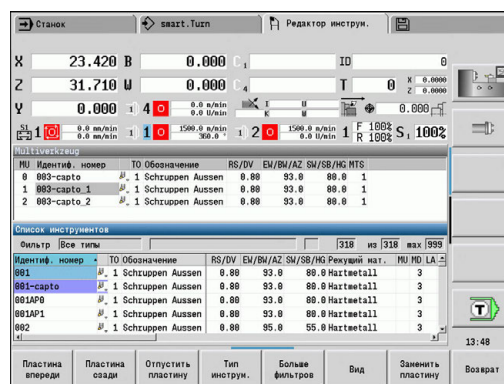 Станок smart.Turn Редактор инструм.
X 23.420 B 0.000 C 1 ID
Z 31.710 U 0.000 C 4 T 0 X 0.0000 Z 0.0000
Y 0.000 4 0.0 m/min 0.0 U/min I U K W 0.000
S1 1 0.0 mm/min 0.0 U/min 1 1500.0 m/min 360.0 ° 2 1500.0 m/min 0.0 U/min 1 F 100% R 100% S1 100%
Multiverkzeug
MU Идентиф. номер TO Обозначение RS/DV EW/BW/AZ SW/SB/HG MTS
0 003-capto 1 Schruppen Aussen 0.80 93.0 80.0 1
1 003-capto_1 1 Schruppen Aussen 0.80 93.0 80.0 1
2 003-capto_2 1 Schruppen Aussen 0.80 93.0 80.0 1
Список инструментов
Фильтр Все типы 318 из 318 max 999
Идентиф. номер TO Обозначение RS/DV EW/BW/AZ SW/SB/HG Режущий мат. MU MD LA
001 1 Schruppen Aussen 0.80 93.0 80.0 Hartmetall 3
001-capto 1 Schruppen Aussen 0.80 93.0 80.0 Hartmetall 3
001AP0 1 Schruppen Aussen 0.80 93.0 80.0 Hartmetall 3
001AP1 1 Schruppen Aussen 0.80 93.0 80.0 Hartmetall 3
002 1 Schruppen Aussen 0.80 95.0 55.0 Hartmetall 3
T
13:48
Пластина впереди Пластина сзади Отпустить пластину Тип инструм. Больше фильтров Вид Заменить пластину Возврат